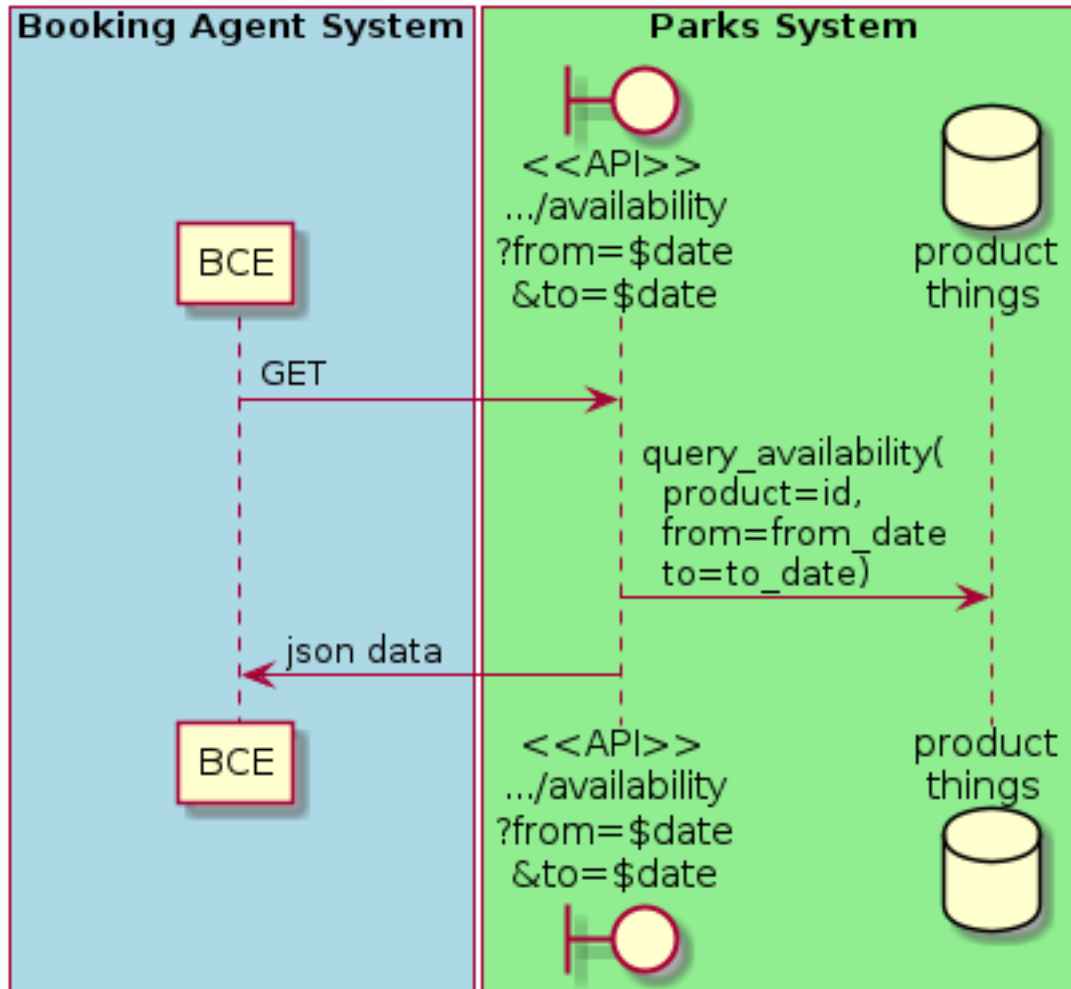 Booking Agent System
Parks System
<<API>>
.../availability
?from=$date
&to=$date
product
things
BCE
GET
query_availability(
product=id,
from=from_date
to=to_date)
json data
BCE
<<API>>
.../availability
?from=$date
&to=$date
product
things